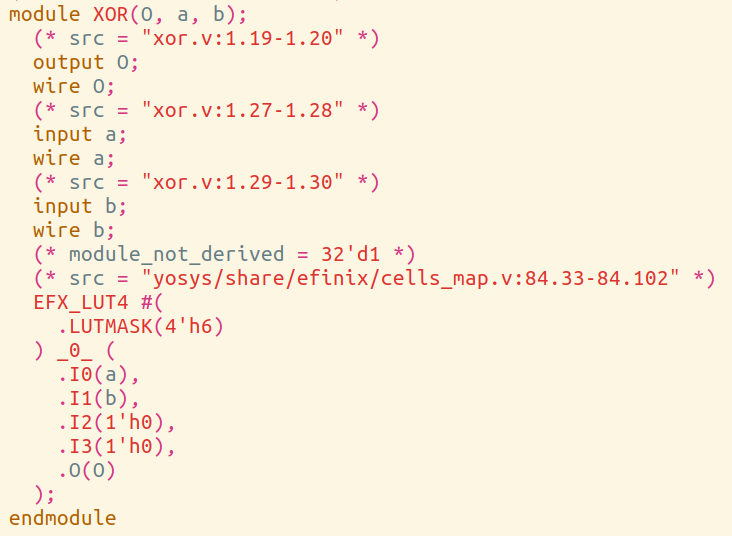 module XOR(O, a, b);
  (* src = "xor.v:1.19-1.20" *)
  output O;
  wire O;
  (* src = "xor.v:1.27-1.28" *)
  input a;
  wire a;
  (* src = "xor.v:1.29-1.30" *)
  input b;
  wire b;
  (* module_not_derived = 32'd1 *)
  (* src = "yosys/share/efinix/cells_map.v:84.33-84.102" *)
  EFX_LUT4 #(
    .LUTMASK(4'h6)
  ) _0_ (
    .I0(a),
    .I1(b),
    .I2(1'h0),
    .I3(1'h0),
    .O(O)
  );
endmodule